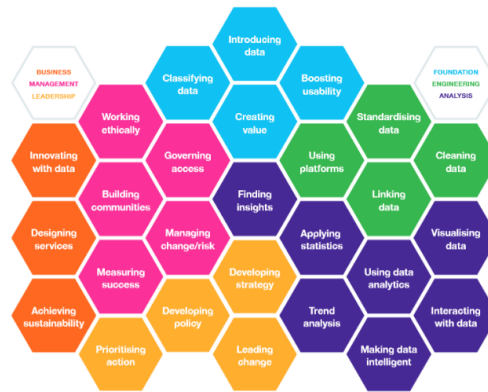 Introducing
data
Classifying
data
Boosting
usability
BUSINESS
MANAGEMENT
LEADERSHIP
FOUNDATION
ENGINEERING
ANALYSIS
Working
ethically
Creating
value
Standardising
data
Innovating
with data
Governing
access
Using
platforms
Cleaning
data
Building
communities
Finding
insights
Linking
data
Designing
services
Managing
change/risk
Applying
statistics
Visualising
data
Measuring
success
Developing
strategy
Using data
analytics
Achieving
sustainability
Developing
policy
Trend
analysis
Interacting
with data
Prioritising
action
Leading
change
Making data
intelligent